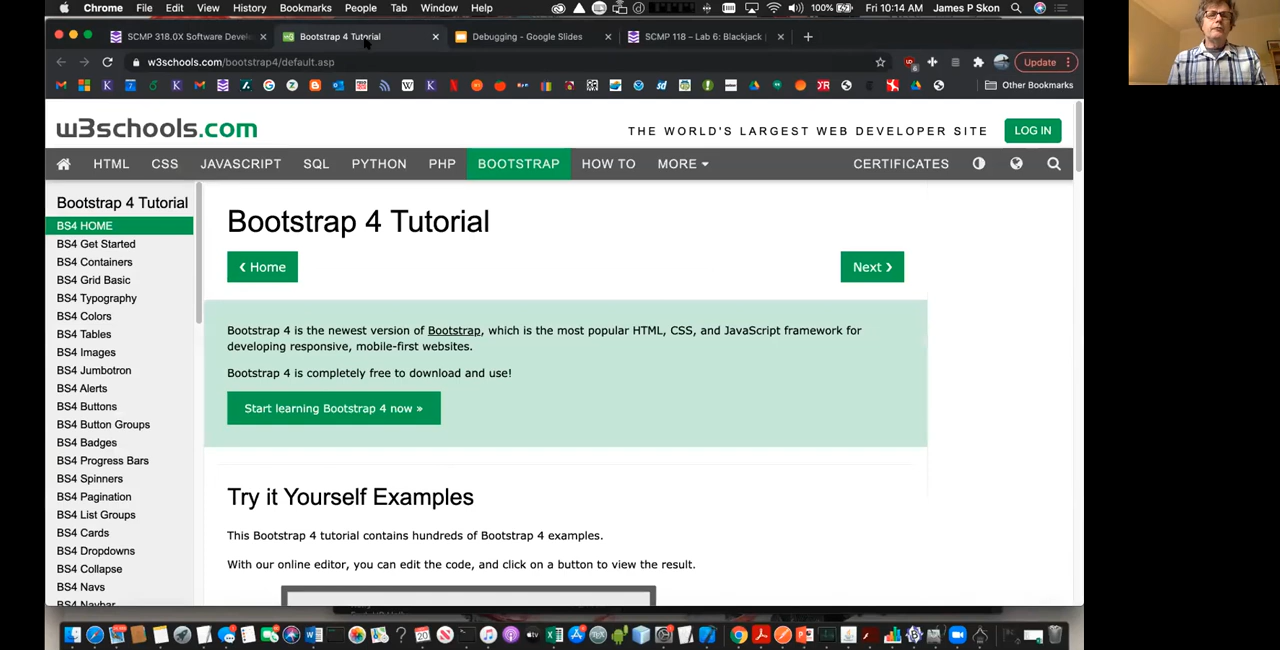 Chrome File Edit View History Bookmarks People Tab Window Help 100% Fri 10:14 AM James P Skon
SCMP 318.0X Software Devel Bootstrap 4 Tutorial Debugging - Google Slides SCMP 118 – Lab 6: Blackjack
w3schools.com/bootstrap4/default.asp Update
Other Bookmarks
w3schools.com THE WORLD'S LARGEST WEB DEVELOPER SITE LOG IN
HTML CSS JAVASCRIPT SQL PYTHON PHP BOOTSTRAP HOW TO MORE CERTIFICATES
Bootstrap 4 Tutorial
BS4 HOME
BS4 Get Started
BS4 Containers
BS4 Grid Basic
BS4 Typography
BS4 Colors
BS4 Tables
BS4 Images
BS4 Jumbotron
BS4 Alerts
BS4 Buttons
BS4 Button Groups
BS4 Badges
BS4 Progress Bars
BS4 Spinners
BS4 Pagination
BS4 List Groups
BS4 Cards
BS4 Dropdowns
BS4 Collapse
BS4 Navs
BS4 Navbar
Bootstrap 4 Tutorial
❮ Home Next ❯
Bootstrap 4 is the newest version of Bootstrap, which is the most popular HTML, CSS, and JavaScript framework for
developing responsive, mobile-first websites.
Bootstrap 4 is completely free to download and use!
Start learning Bootstrap 4 now »
Try it Yourself Examples
This Bootstrap 4 tutorial contains hundreds of Bootstrap 4 examples.
With our online editor, you can edit the code, and click on a button to view the result.